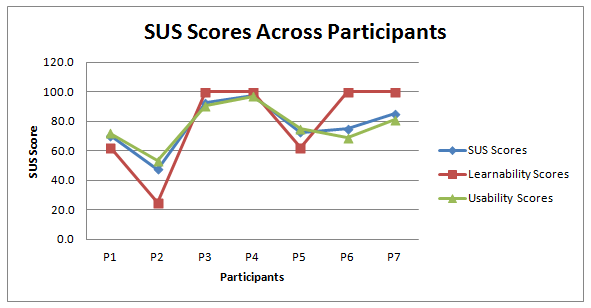 SUS Scores Across Participants
120.0
100.0
80.0
60.0
40.0
20.0
0.0
SUS Score
P1 P2 P3 P4 P5 P6 P7
Participants
SUS Scores
Learnability Scores
Usability Scores